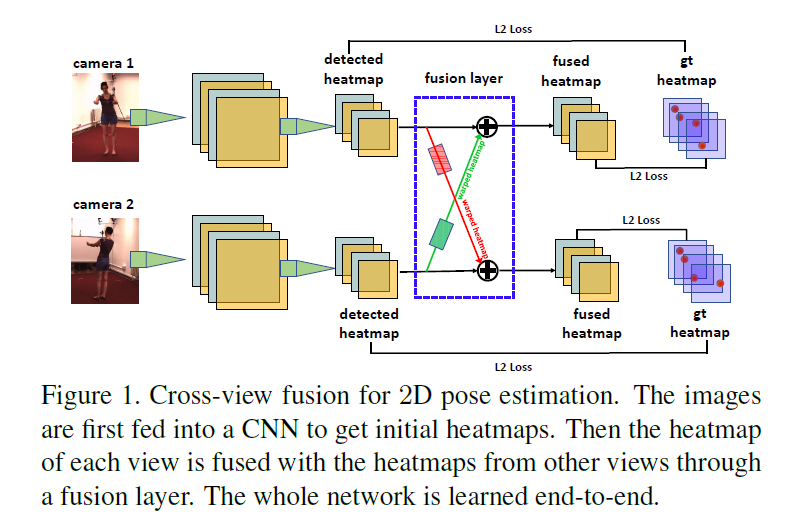 L2 Loss
camera 1
detected
heatmap
fusion layer
fused
heatmap
gt
heatmap
warped heatmap
warped heatmap
L2 Loss
camera 2
L2 Loss
detected
heatmap
fused
heatmap
gt
heatmap
L2 Loss
Figure 1. Cross-view fusion for 2D pose estimation. The images
are first fed into a CNN to get initial heatmaps. Then the heatmap
of each view is fused with the heatmaps from other views through
a fusion layer. The whole network is learned end-to-end.